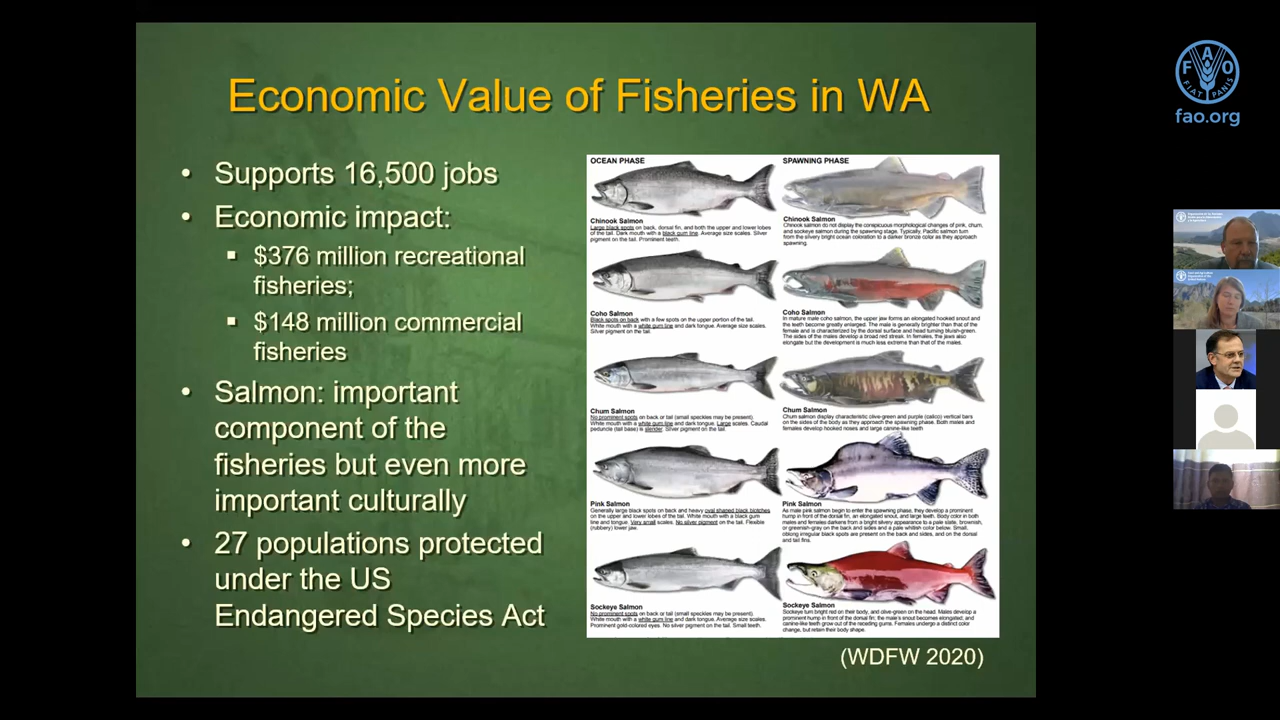 Economic Value of Fisheries in WA
• Supports 16,500 jobs
• Economic impact:
▪ $376 million recreational
fisheries;
▪ $148 million commercial
fisheries
• Salmon: important
component of the
fisheries but even more
important culturally
• 27 populations protected
under the US
Endangered Species Act
OCEAN PHASE
Chinook Salmon
Large black spots on back, dorsal fin, and both the upper and lower lobes
of the tail. Dark mouth with a black gum line. Average size scales. Silver
pigment on the tail. Prominent teeth.
Coho Salmon
Black spots on back with a few spots on the upper portion of the tail.
White mouth with a white gum line and dark tongue. Average size scales.
Silver pigment on the tail.
Chum Salmon
No prominent spots on back or tail (small speckles may be present).
White mouth with a white gum line and dark tongue. Large scales. Caudal
peduncle (tail base) is slender. Silver pigment on the tail.
Pink Salmon
Generally large black spots on back and heavy oval shaped black blotches
on the upper and lower lobes of the tail. White mouth with a black gum
line and tongue. Very small scales. No silver pigment on the tail. Flexible
(rubbery) lower jaw.
Sockeye Salmon
No prominent spots on back or tail (small speckles may be present).
White mouth with a white gum line and dark tongue. Average size scales.
Prominent gold-colored eyes. No silver pigment on the tail. Small teeth.
SPAWNING PHASE
Chinook Salmon
Chinook salmon do not display the conspicuous morphological changes of pink, chum,
and sockeye salmon during the spawning stage. Typically, Pacific salmon turn
from the silvery bright ocean coloration to a darker bronze color as they approach
spawning.
Coho Salmon
In mature male coho salmon, the upper jaw forms an elongated hooked snout and
the teeth become greatly enlarged. The male is generally brighter than that of the
female and is characterized by the dorsal surface and head turning bluish-green.
The sides of the males develop a broad red streak. In females, the jaws also
elongate but the development is much less extreme than that of the males.
Chum Salmon
Chum salmon display characteristic olive-green and purple (calico) vertical bars
on the sides of the body as they approach the spawning phase. Both males and
females develop hooked noses and large canine-like teeth
Pink Salmon
As male pink salmon begin to enter the spawning phase, they develop a prominent
hump in front of the dorsal fin, an elongated snout, and large teeth. Body color in both
males and females darkens from a bright silvery appearance to a pale slate, brownish,
or greenish-gray on the back and sides and a pale whitish color below. Small,
oblong irregular black spots are present on the back and sides, and on the dorsal
and tail fins.
Sockeye Salmon
Sockeye turn bright red on their body, and olive-green on the head. Males develop a
prominent hump in front of the dorsal fin; the male's snout becomes elongated; and
canine-like teeth grow out of the receding gums. Females undergo a distinct color
change, but retain their body shape.
(WDFW 2020)
FAO
FIAT PANIS
fao.org